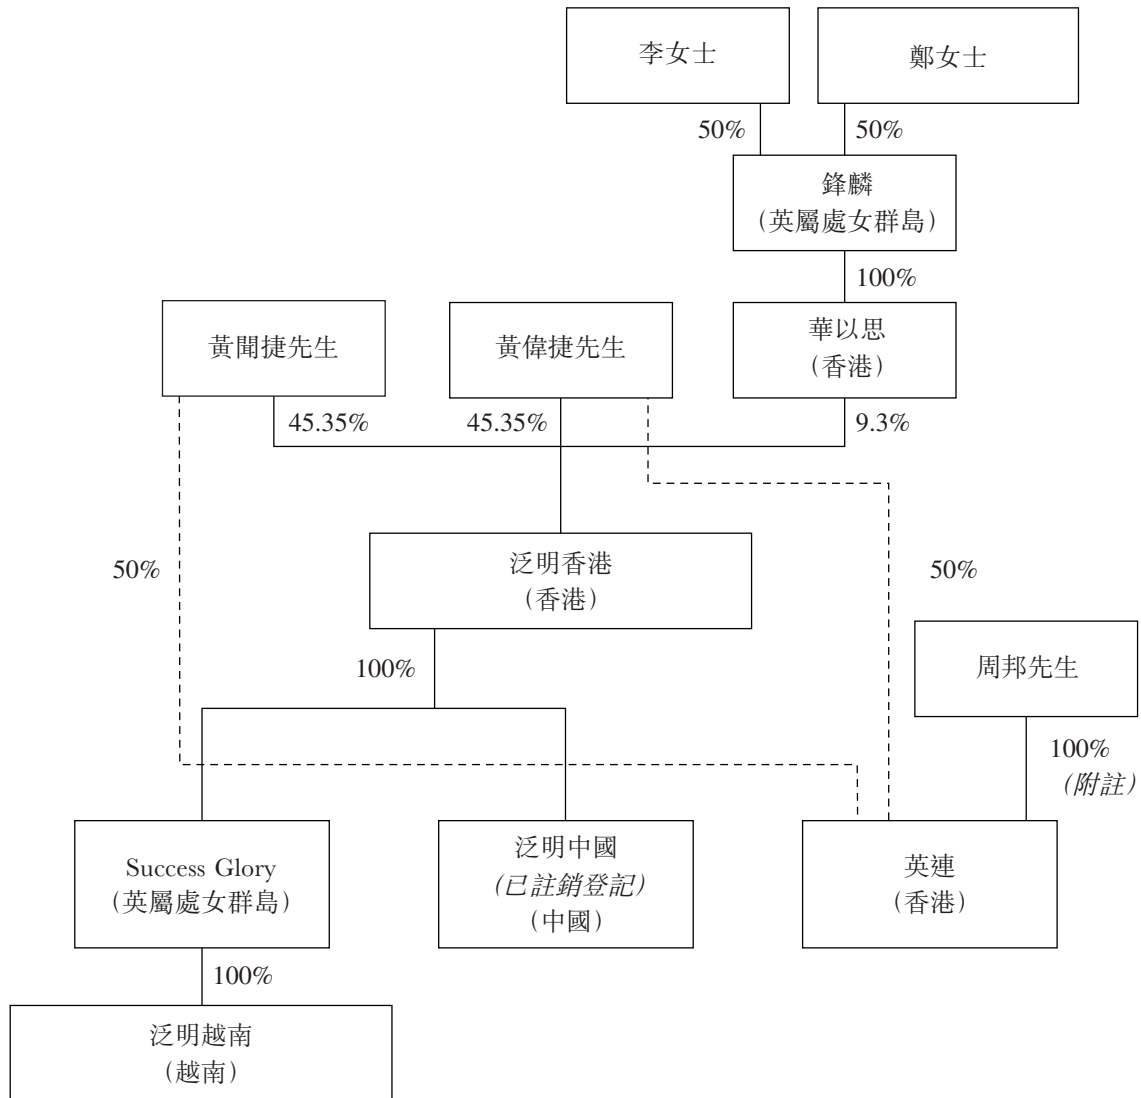 李女士
鄭女士
50%
50%
鋒麟
（英屬處女群島）
100%
黃聞捷先生
黃偉捷先生
華以思
（香港）
45.35%
45.35%
9.3%
泛明香港
（香港）
50%
50%
周邦先生
100%
100%
（附註）
Success Glory
（英屬處女群島）
泛明中國
（已註銷登記）
（中國）
英連
（香港）
100%
泛明越南
（越南）